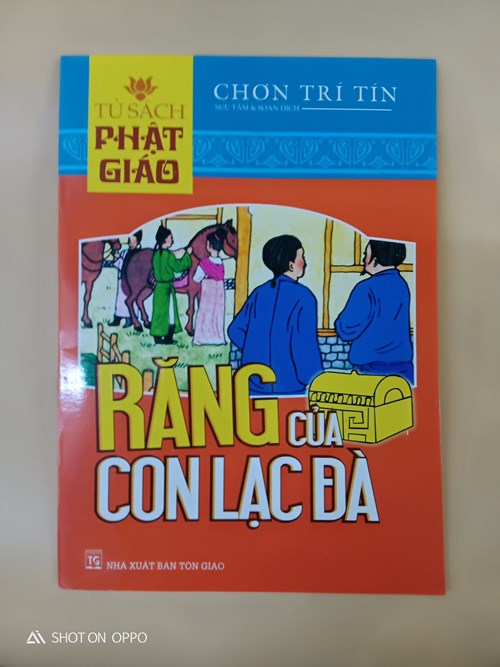 TỦ SÁCH
PHẬT
GIÁO
CHƠN TRÍ TÍN
SƯU TẦM & SOẠN DỊCH
RĂNG CỦA
CON LẠC ĐÀ
TG
NHÀ XUẤT BẢN TÔN GIÁO
SHOT ON OPPO